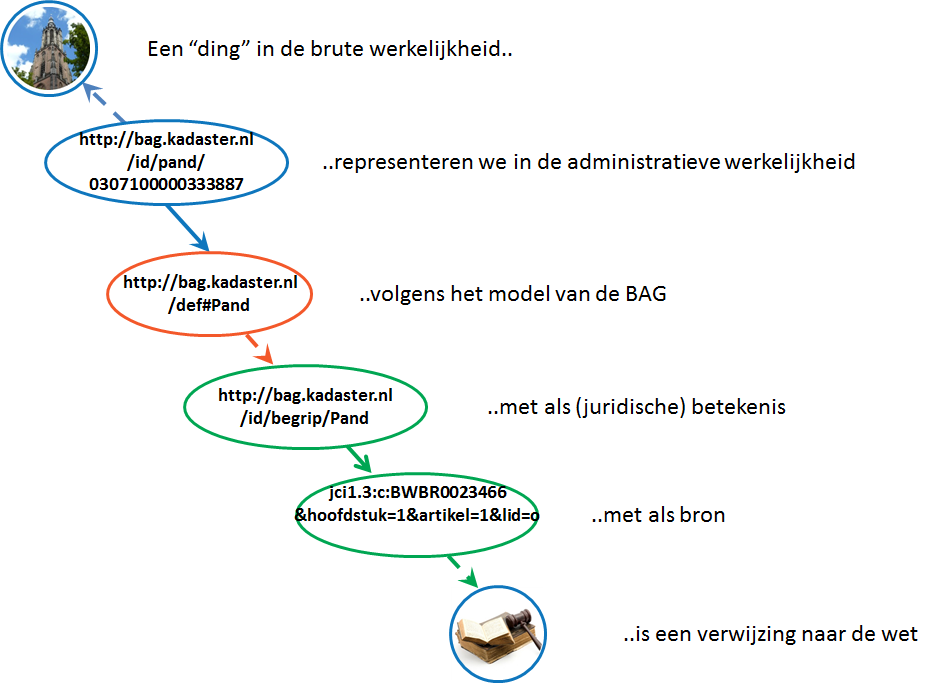 Een “ding” in de brute werkelijkheid..
http://bag.kadaster.nl
/id/pand/
0307100000333887
..representeren we in de administratieve werkelijkheid
http://bag.kadaster.nl
/def#Pand
..volgens het model van de BAG
http://bag.kadaster.nl
/id/begrip/Pand
..met als (juridische) betekenis
jci1.3:c:BWBR0023466
&hoofdstuk=1&artikel=1&lid=o
..met als bron
..is een verwijzing naar de wet